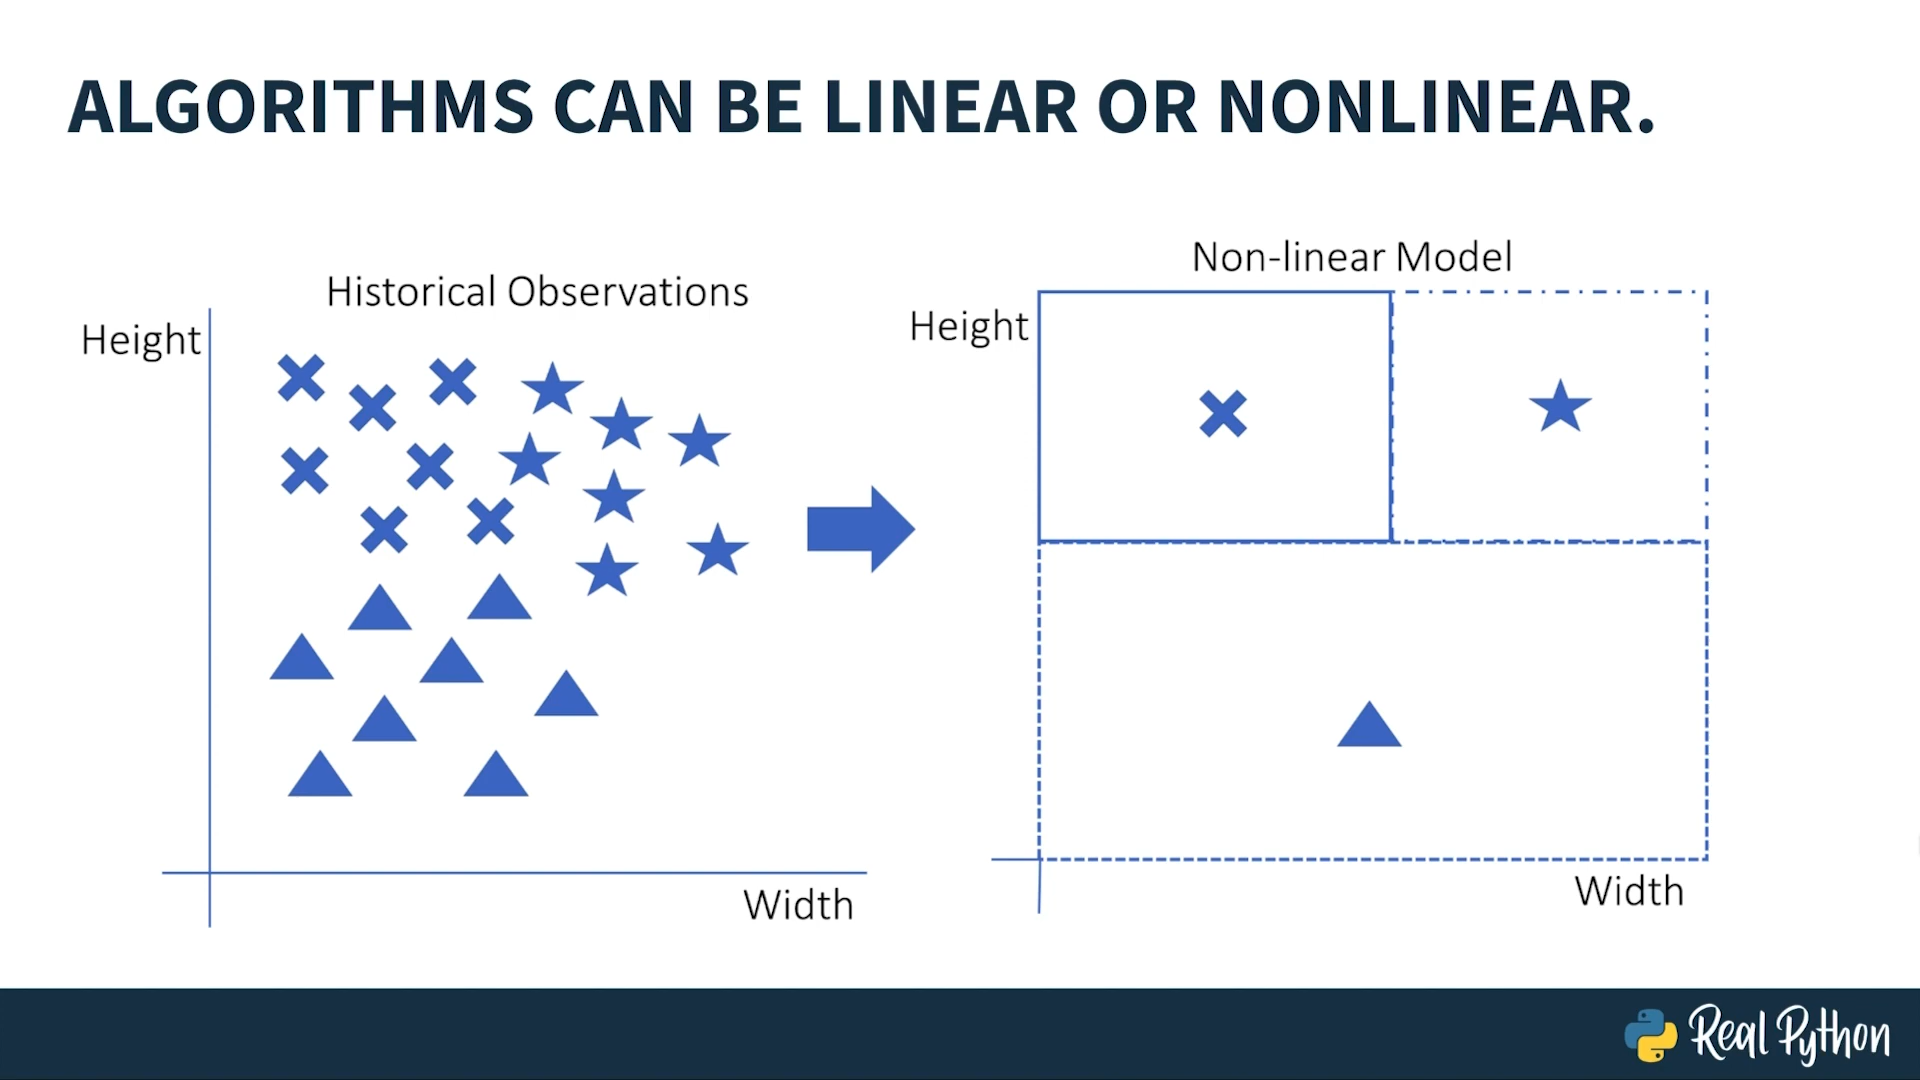 ALGORITHMS CAN BE LINEAR OR NONLINEAR.
Historical Observations
Height
Width
Non-linear Model
Height
Width
Real Python